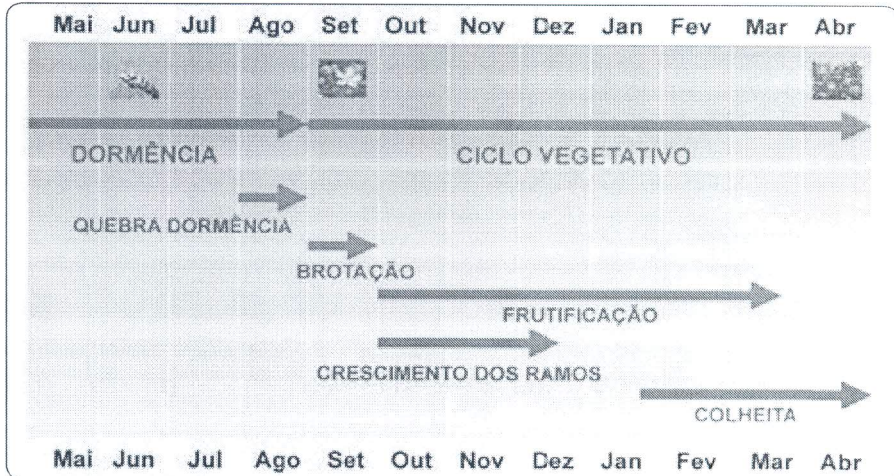 Mai Jun Jul Ago Set Out Nov Dez Jan Fev Mar Abr
DORMÊNCIA CICLO VEGETATIVO
QUEBRA DORMÊNCIA
BROTAÇÃO
FRUTIFICAÇÃO
CRESCIMENTO DOS RAMOS
COLHEITA
Mai Jun Jul Ago Set Out Nov Dez Jan Fev Mar Abr